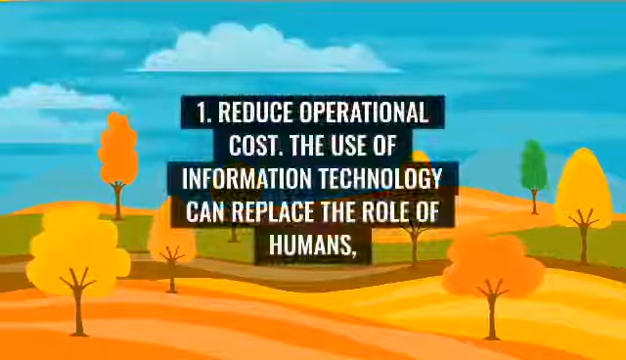 1. REDUCE OPERATIONAL
COST. THE USE OF
INFORMATION TECHNOLOGY
CAN REPLACE THE ROLE OF
HUMANS,